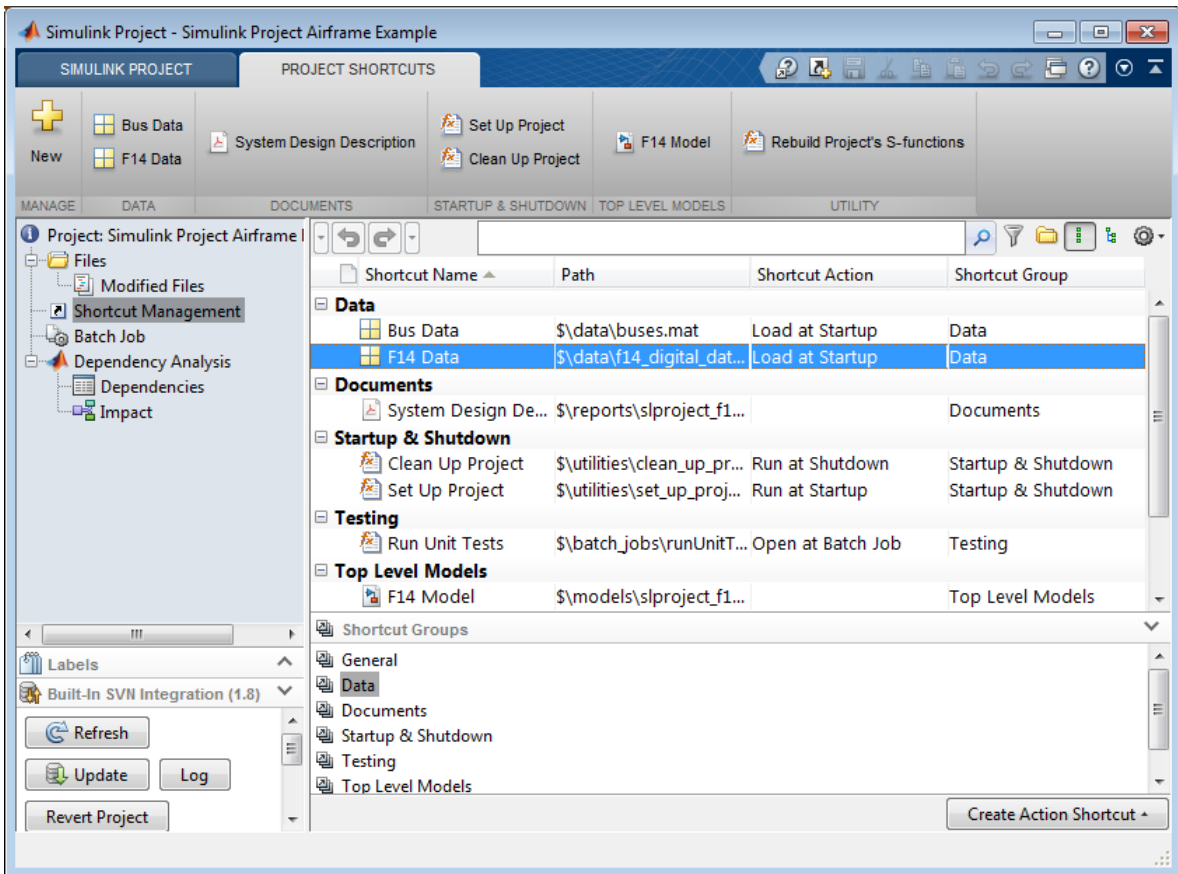 Simulink Project - Simulink Project Airframe Example
SIMULINK PROJECT
PROJECT SHORTCUTS
New
Bus Data
F14 Data
System Design Description
Set Up Project
Clean Up Project
F14 Model
Rebuild Project's S-functions
MANAGE
DATA
DOCUMENTS
STARTUP & SHUTDOWN
TOP LEVEL MODELS
UTILITY
Project: Simulink Project Airframe
Files
Modified Files
Shortcut Management
Batch Job
Dependency Analysis
Dependencies
Impact
Shortcut Name Path Shortcut Action Shortcut Group
Data
Bus Data $\data\buses.mat Load at Startup Data
F14 Data $\data\f14_digital_dat... Load at Startup Data
Documents
System Design De... $\reports\slproject_f1... Documents
Startup & Shutdown
Clean Up Project $\utilities\clean_up_pr... Run at Shutdown Startup & Shutdown
Set Up Project $\utilities\set_up_proj... Run at Startup Startup & Shutdown
Testing
Run Unit Tests $\batch_jobs\runUnitT... Open at Batch Job Testing
Top Level Models
F14 Model $\models\slproject_f1... Top Level Models
Labels
Built-In SVN Integration (1.8)
Refresh
Update
Log
Revert Project
Shortcut Groups
General
Data
Documents
Startup & Shutdown
Testing
Top Level Models
Create Action Shortcut